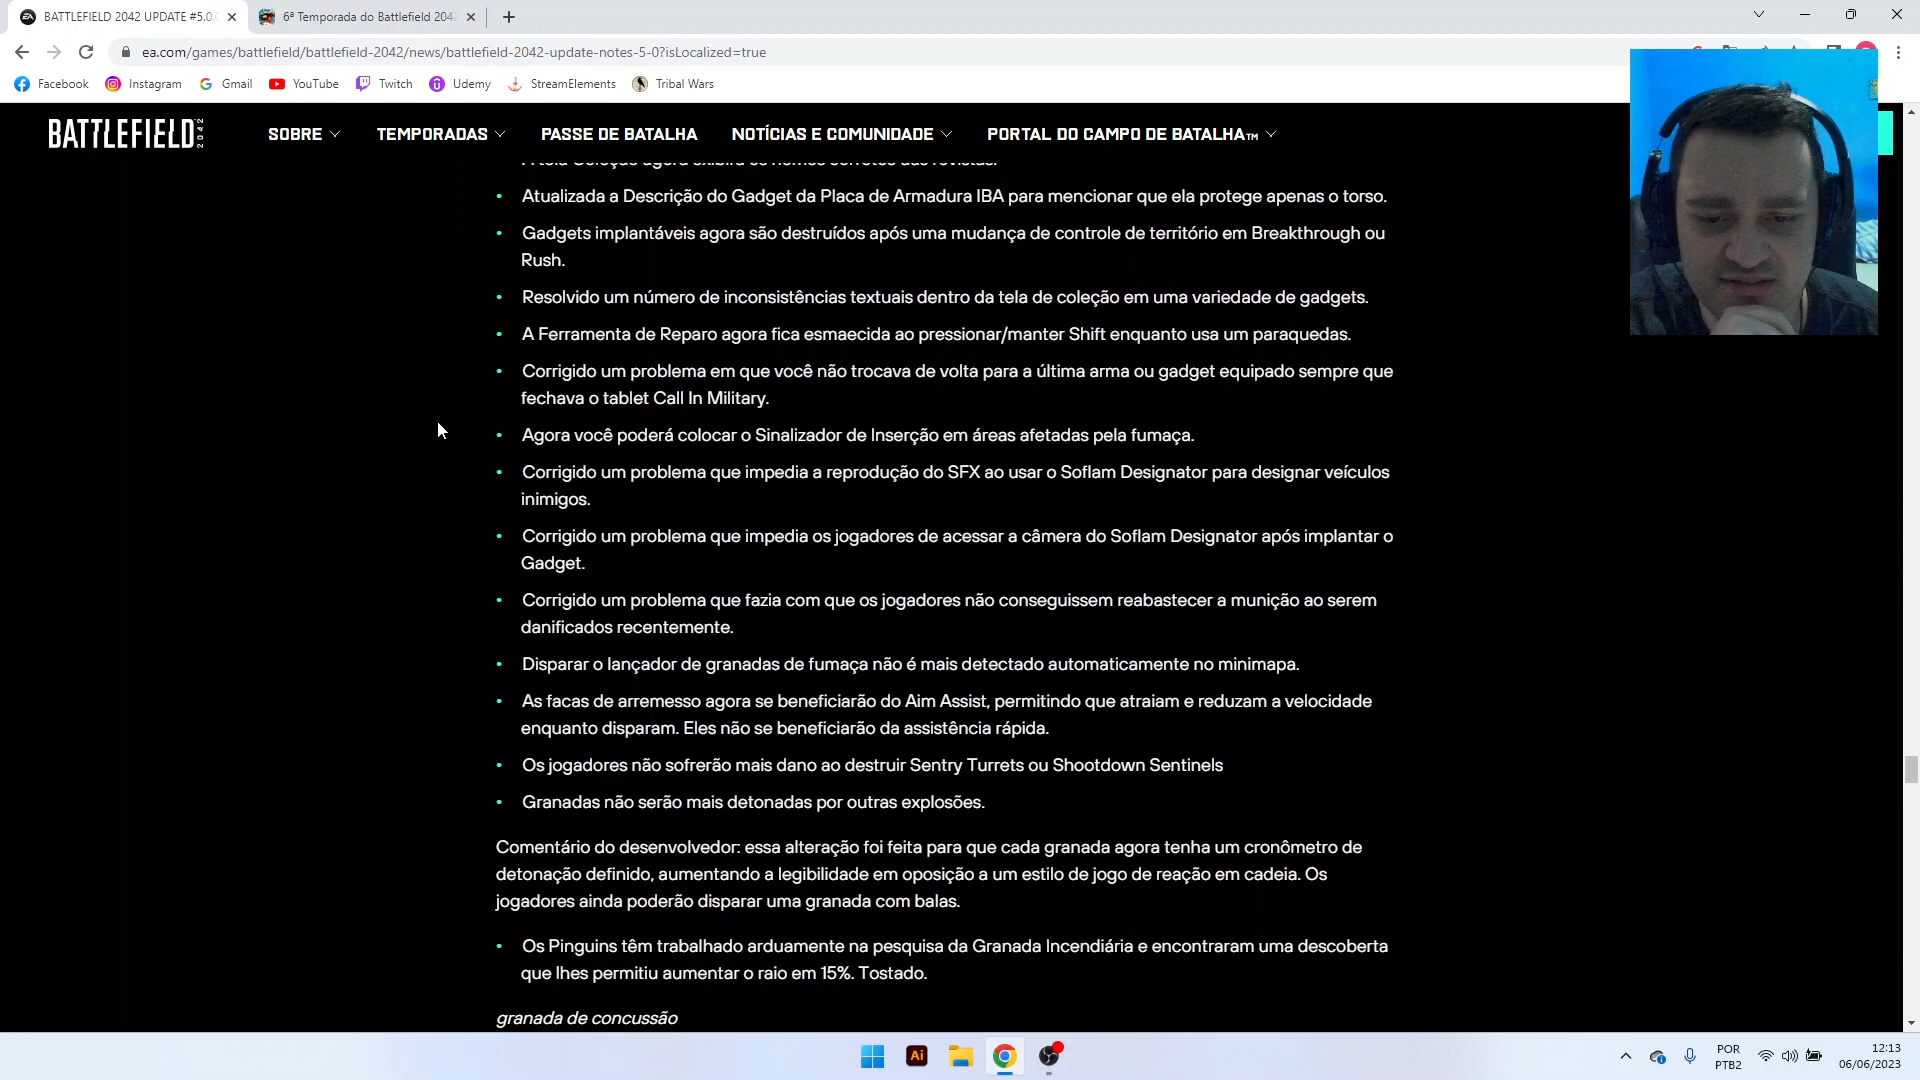 BATTLEFIELD 2042 UPDATE #5.0.0
6ª Temporada do Battlefield 2042
ea.com/games/battlefield/battlefield-2042/news/battlefield-2042-update-notes-5-0?isLocalized=true
Facebook Instagram Gmail YouTube Twitch Udemy StreamElements Tribal Wars
BATTLEFIELD 2042 SOBRE TEMPORADAS PASSE DE BATALHA NOTÍCIAS E COMUNIDADE PORTAL DO CAMPO DE BATALHA™
A tela Coleção agora exibirá os nomes corretos das revistas.
• Atualizada a Descrição do Gadget da Placa de Armadura IBA para mencionar que ela protege apenas o torso.
• Gadgets implantáveis agora são destruídos após uma mudança de controle de território em Breakthrough ou
Rush.
• Resolvido um número de inconsistências textuais dentro da tela de coleção em uma variedade de gadgets.
• A Ferramenta de Reparo agora fica esmaecida ao pressionar/manter Shift enquanto usa um paraquedas.
• Corrigido um problema em que você não trocava de volta para a última arma ou gadget equipado sempre que
fechava o tablet Call In Military.
• Agora você poderá colocar o Sinalizador de Inserção em áreas afetadas pela fumaça.
• Corrigido um problema que impedia a reprodução do SFX ao usar o Soflam Designator para designar veículos
inimigos.
• Corrigido um problema que impedia os jogadores de acessar a câmera do Soflam Designator após implantar o
Gadget.
• Corrigido um problema que fazia com que os jogadores não conseguissem reabastecer a munição ao serem
danificados recentemente.
• Disparar o lançador de granadas de fumaça não é mais detectado automaticamente no minimapa.
• As facas de arremesso agora se beneficiarão do Aim Assist, permitindo que atraiam e reduzam a velocidade
enquanto disparam. Eles não se beneficiarão da assistência rápida.
• Os jogadores não sofrerão mais dano ao destruir Sentry Turrets ou Shootdown Sentinels
• Granadas não serão mais detonadas por outras explosões.
Comentário do desenvolvedor: essa alteração foi feita para que cada granada agora tenha um cronômetro de
detonação definido, aumentando a legibilidade em oposição a um estilo de jogo de reação em cadeia. Os
jogadores ainda poderão disparar uma granada com balas.
• Os Pinguins têm trabalhado arduamente na pesquisa da Granada Incendiária e encontraram uma descoberta
que lhes permitiu aumentar o raio em 15%. Tostado.
granada de concussão
Ai
POR
PTB2
12:13
06/06/2023